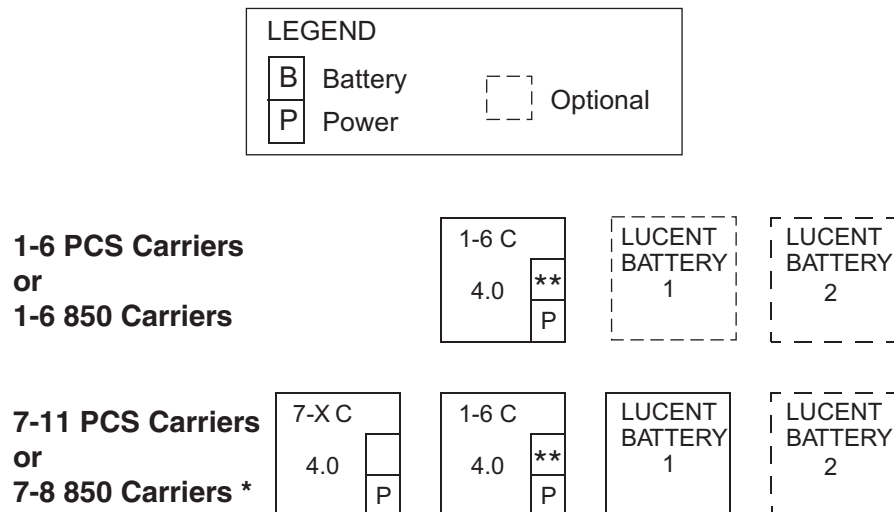 LEGEND
B Battery
P Power
Optional
1-6 PCS Carriers
or
1-6 850 Carriers
1-6 C
4.0
**
P
LUCENT
BATTERY
1
LUCENT
BATTERY
2
7-11 PCS Carriers
or
7-8 850 Carriers *
7-X C
4.0
P
1-6 C
4.0
**
P
LUCENT
BATTERY
1
LUCENT
BATTERY
2